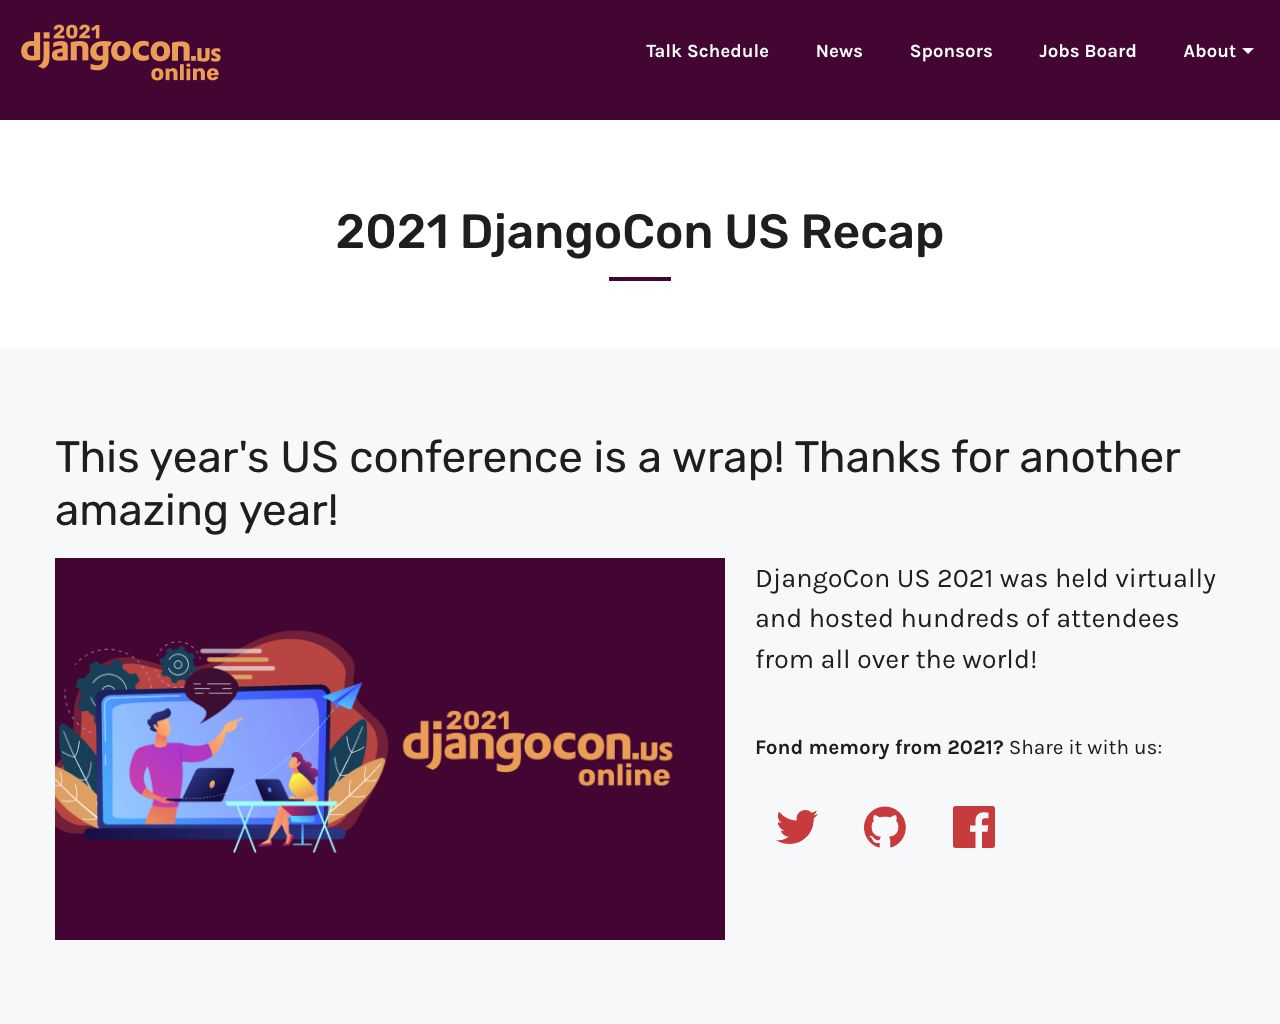 2021
djangocon.us
online
Talk Schedule
News
Sponsors
Jobs Board
About
2021 DjangoCon US Recap
This year's US conference is a wrap! Thanks for another
amazing year!
2021
djangocon.us
online
DjangoCon US 2021 was held virtually
and hosted hundreds of attendees
from all over the world!
Fond memory from 2021? Share it with us: